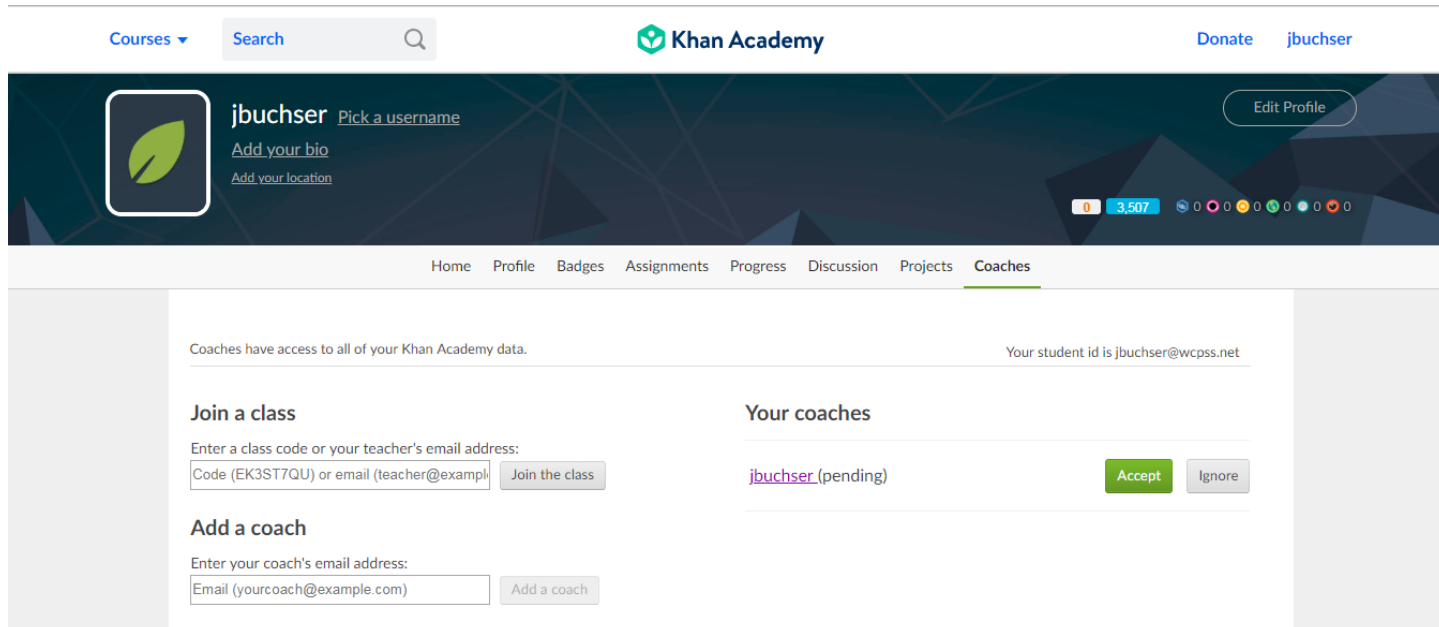 Courses Search Khan Academy Donate jbuchser
jbuchser Pick a username
Edit Profile
Add your bio
Add your location
0 3,507 0 0 0 0 0 0
Home Profile Badges Assignments Progress Discussion Projects Coaches
Coaches have access to all of your Khan Academy data.
Your student id is jbuchser@wcpss.net
Join a class
Enter a class code or your teacher's email address:
Code (EK3ST7QU) or email (teacher@exampl
Join the class
Add a coach
Enter your coach's email address:
Email (yourcoach@example.com)
Add a coach
Your coaches
jbuchser (pending)
Accept
Ignore